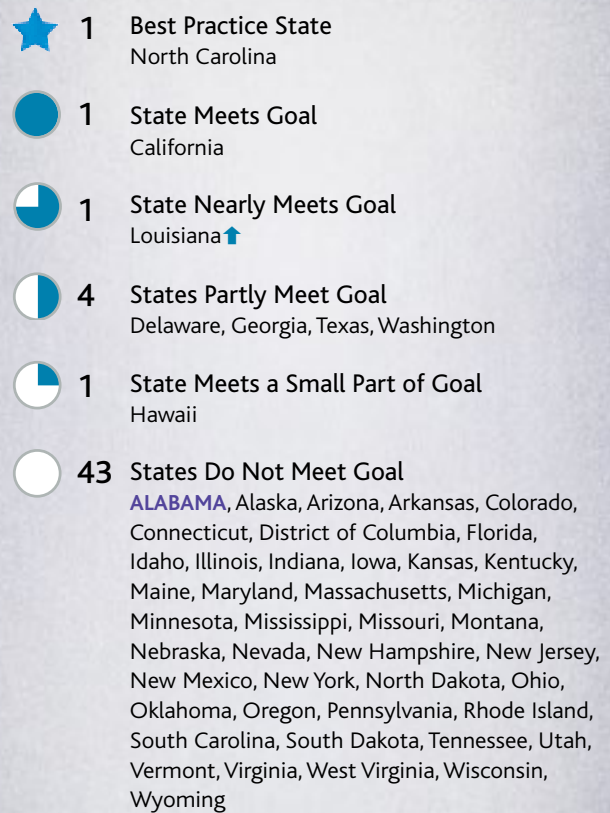 1 Best Practice State
North Carolina
1 State Meets Goal
California
1 State Nearly Meets Goal
Louisiana
4 States Partly Meet Goal
Delaware, Georgia, Texas, Washington
1 State Meets a Small Part of Goal
Hawaii
43 States Do Not Meet Goal
ALABAMA, Alaska, Arizona, Arkansas, Colorado,
Connecticut, District of Columbia, Florida,
Idaho, Illinois, Indiana, Iowa, Kansas, Kentucky,
Maine, Maryland, Massachusetts, Michigan,
Minnesota, Mississippi, Missouri, Montana,
Nebraska, Nevada, New Hampshire, New Jersey,
New Mexico, New York, North Dakota, Ohio,
Oklahoma, Oregon, Pennsylvania, Rhode Island,
South Carolina, South Dakota, Tennessee, Utah,
Vermont, Virginia, West Virginia, Wisconsin,
Wyoming